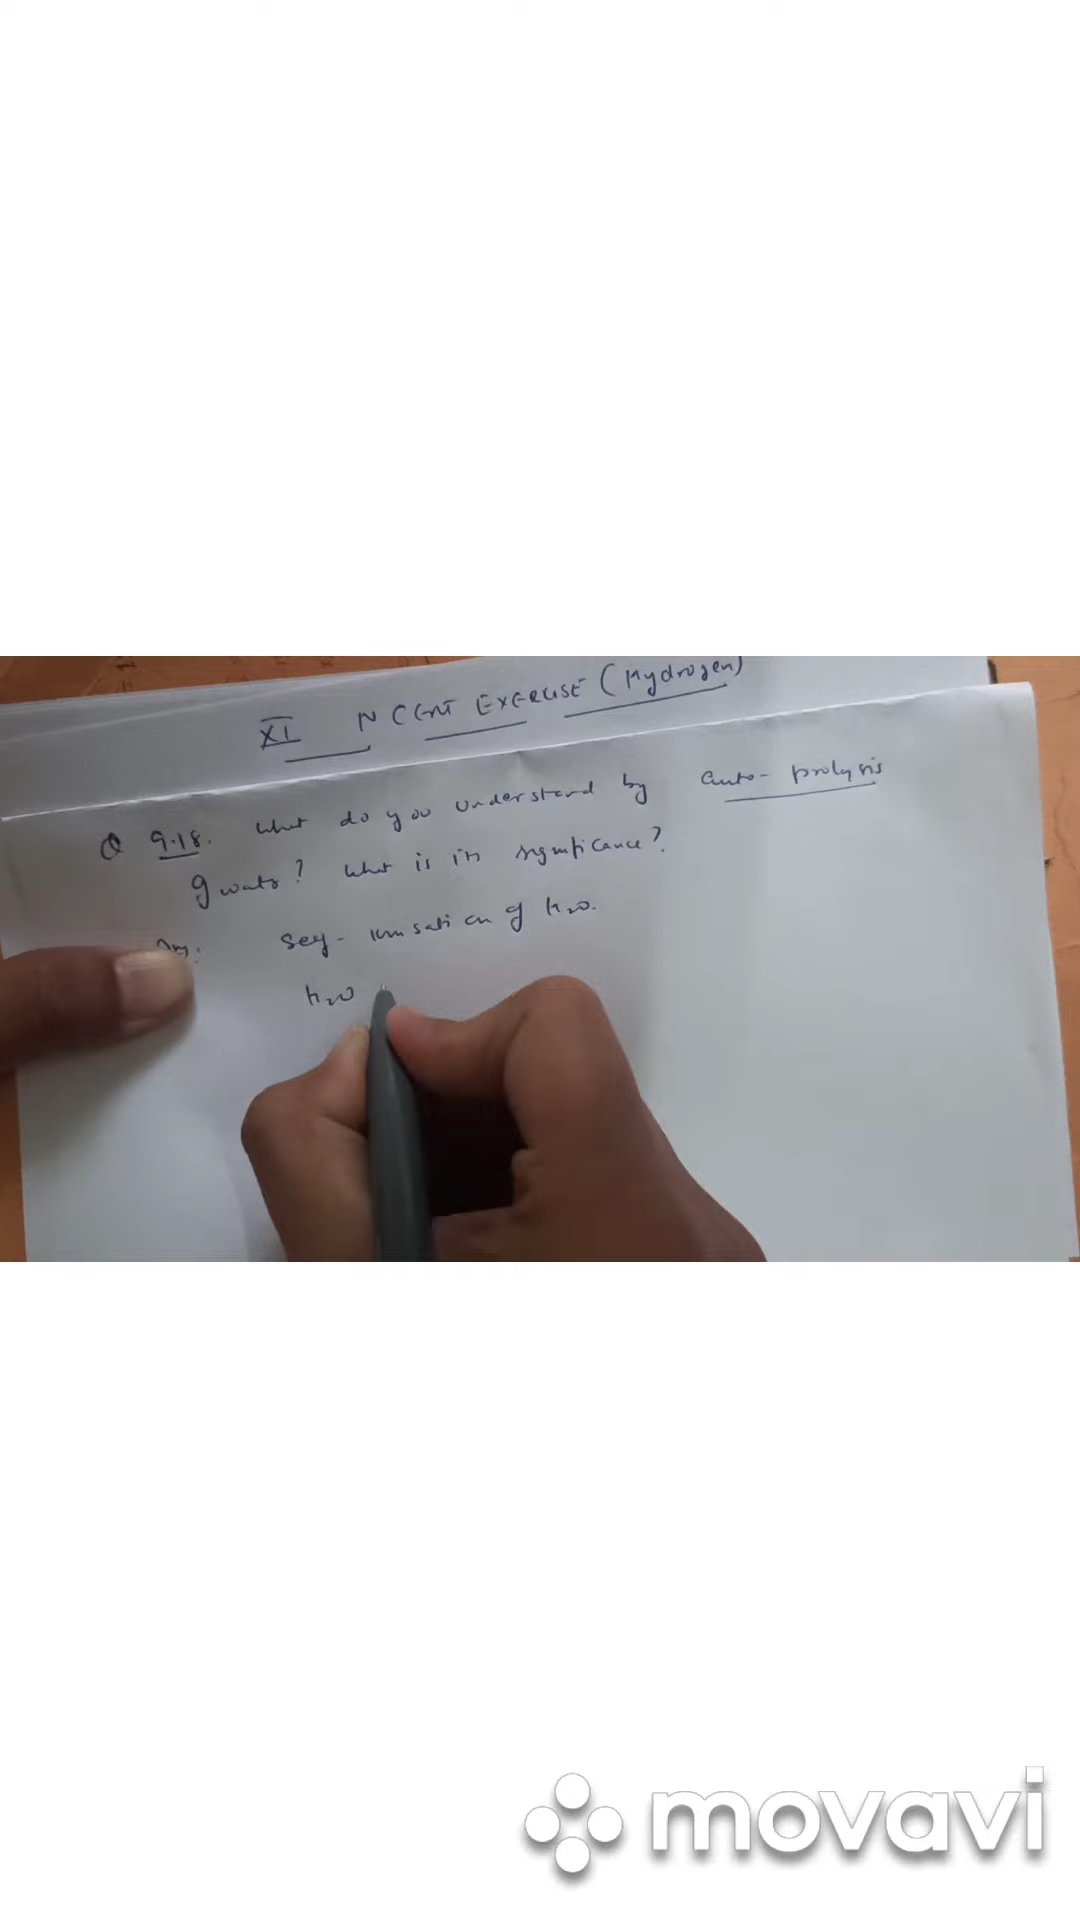 XI NCERT EXERCISE (Hydrogen)
Q 9.18. What do you understand by auto-prolysis
of water? What is its significance?
Ans. Self-ionisation of H2O.
H2O
movavi